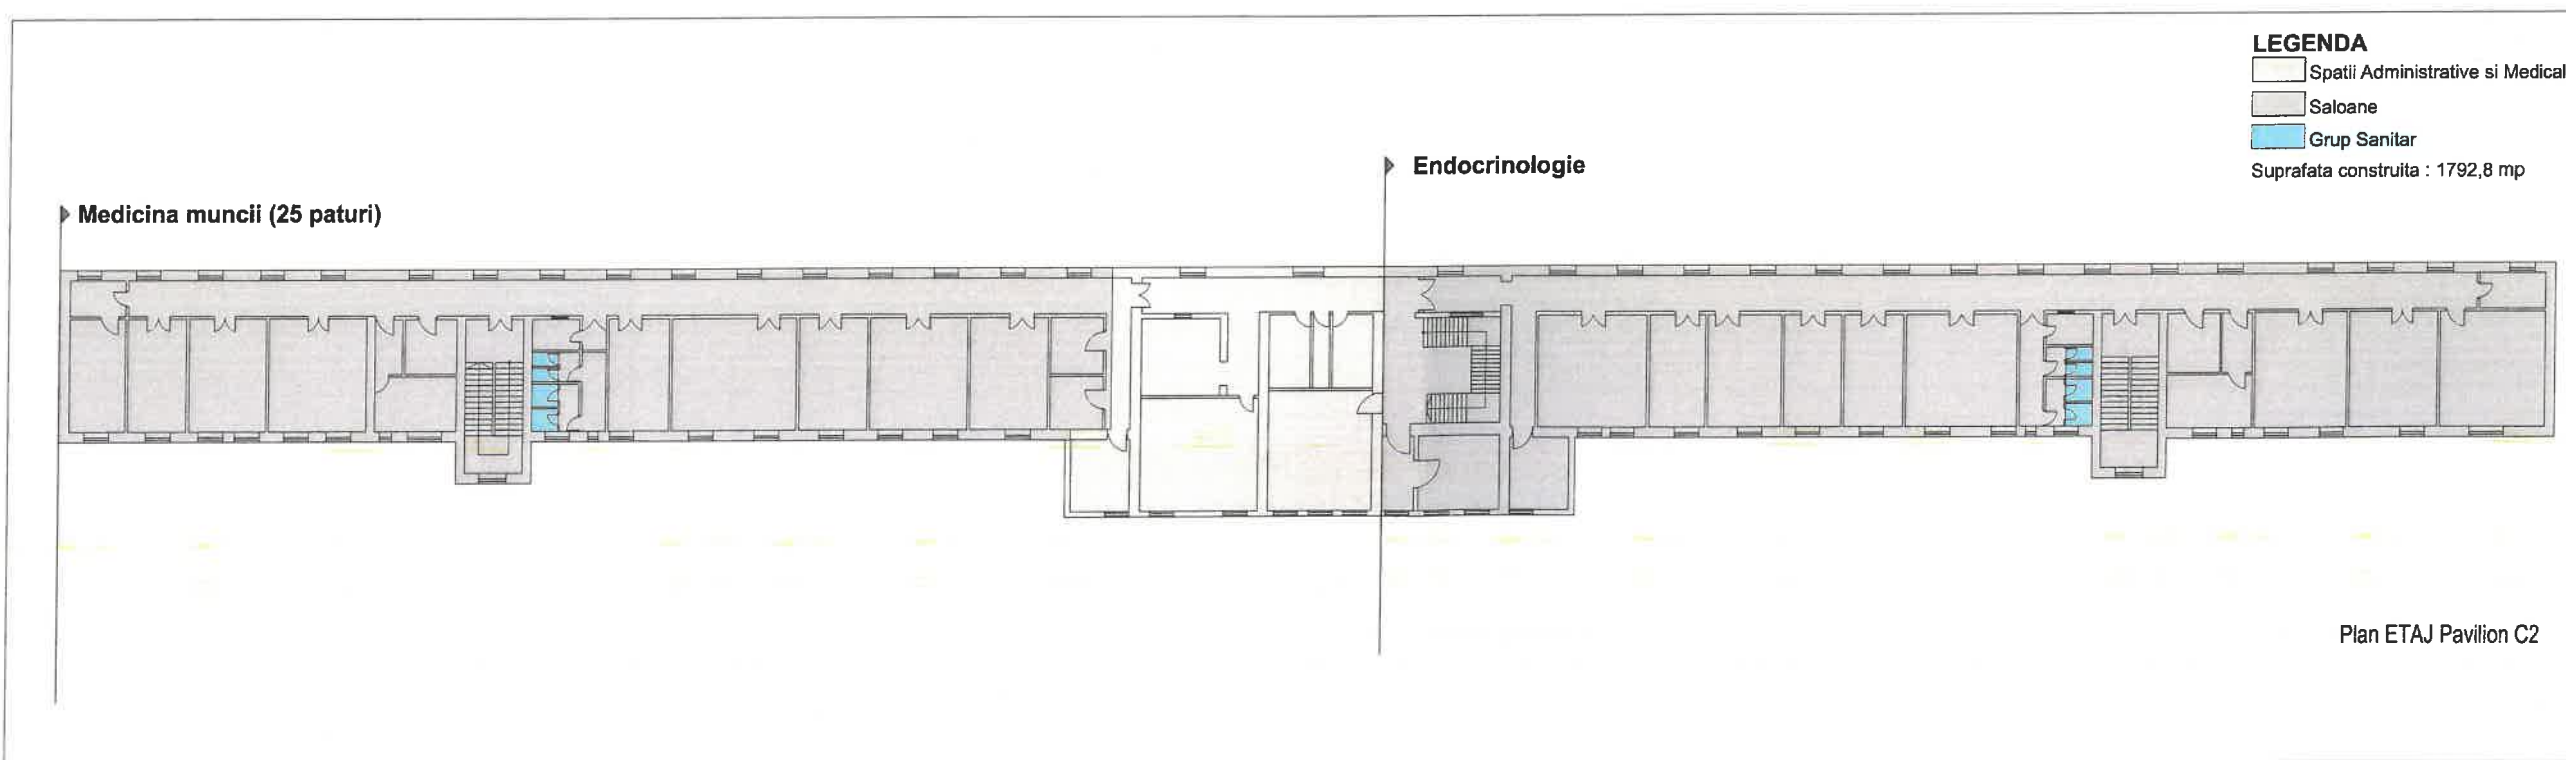 LEGENDA
Spatii Administrative si Medical
Saloane
Grup Sanitar
Suprafata construita : 1792,8 mp
Endocrinologie
Medicina muncii (25 paturi)
Plan ETAJ Pavilion C2